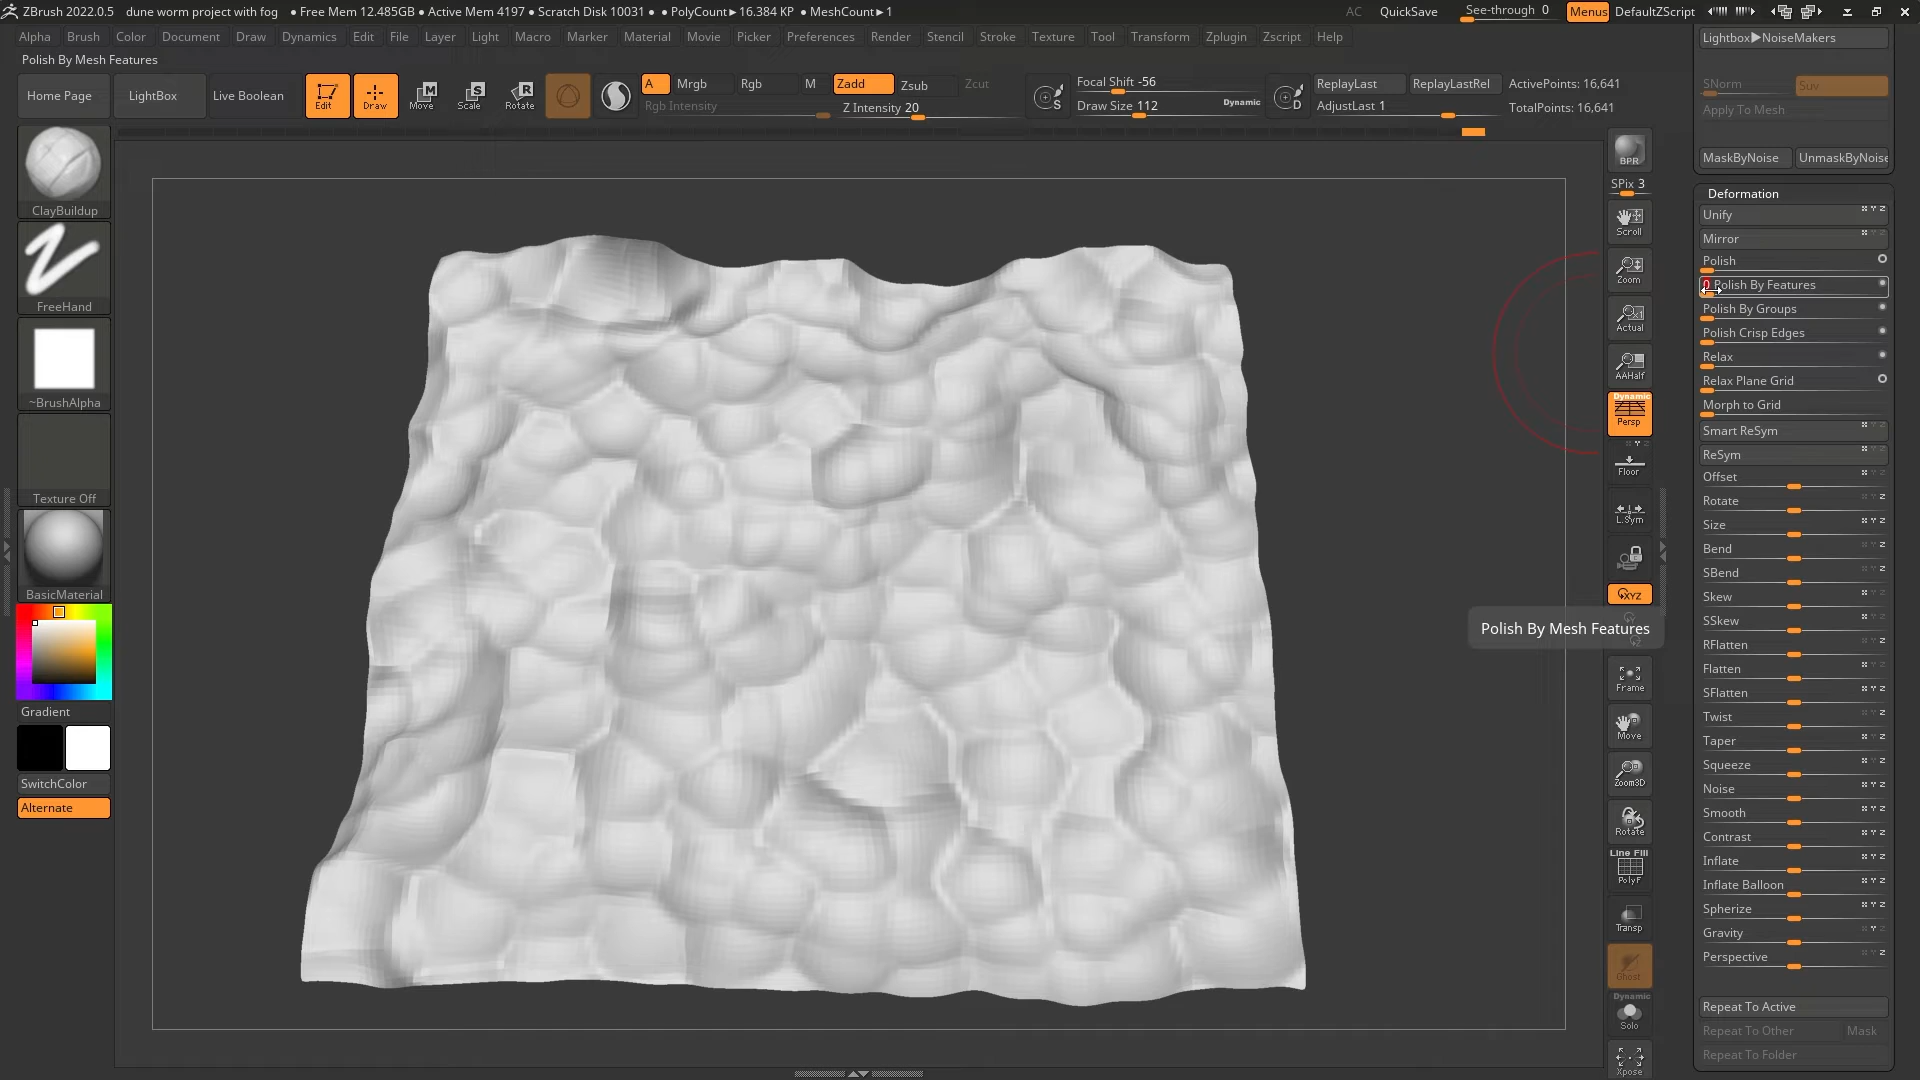 ZBrush 2022.0.5 dune worm project with fog ● Free Mem 12.485GB ● Active Mem 4197 ● Scratch Disk 10031 ● ● PolyCount► 16.384 KP ● MeshCount► 1 AC QuickSave See-through 0 Menus DefaultZScript
Alpha Brush Color Document Draw Dynamics Edit File Layer Light Macro Marker Material Movie Picker Preferences Render Stencil Stroke Texture Tool Transform Zplugin Zscript Help
Lightbox►NoiseMakers
Polish By Mesh Features
Home Page
LightBox
Live Boolean
Edit
Draw
Move
Scale
Rotate
A Mrgb Rgb M Zadd Zsub Zcut
Rgb Intensity Z Intensity 20
Focal Shift -56
Draw Size 112 Dynamic
ReplayLast ReplayLastRel ActivePoints: 16,641
AdjustLast 1 TotalPoints: 16,641
ClayBuildup
FreeHand
~BrushAlpha
Texture Off
BasicMaterial
Gradient
SwitchColor
Alternate
BPR
SPix 3
Scroll
Zoom
Actual
AAHalf
Dynamic
Persp
Floor
L.Sym
XYZ
Polish By Mesh Features
Frame
Move
Zoom3D
Rotate
Line Fill
PolyF
Transp
Ghost
Dynamic
Solo
Xpose
SNorm Suv
Apply To Mesh
MaskByNoise UnmaskByNoise
Deformation
Unify
Mirror
Polish
0 Polish By Features
Polish By Groups
Polish Crisp Edges
Relax
Relax Plane Grid
Morph to Grid
Smart ReSym
ReSym
Offset
Rotate
Size
Bend
SBend
Skew
SSkew
RFlatten
Flatten
SFlatten
Twist
Taper
Squeeze
Noise
Smooth
Contrast
Inflate
Inflate Balloon
Spherize
Gravity
Perspective
Repeat To Active
Repeat To Other Mask
Repeat To Folder